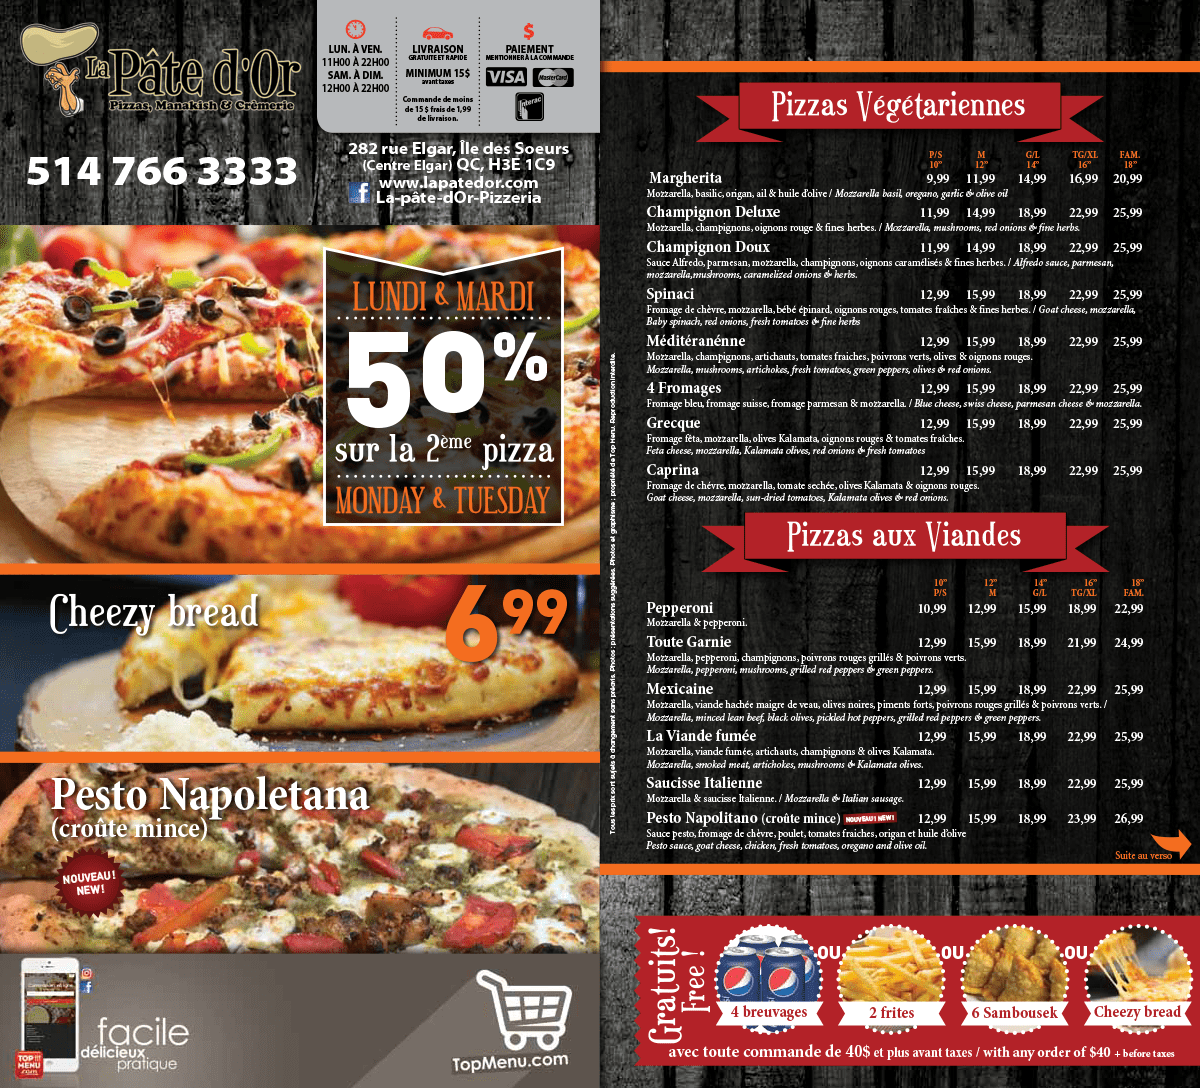 La Pâte d'Or
Pizzas, Manakish & Crèmerie
514 766 3333
LUN. À VEN.
11H00 À 22H00
SAM. À DIM.
12H00 À 22H00
LIVRAISON
GRATUITE ET RAPIDE
MINIMUM 15$
avant taxes
Commande de moins
de 15 $ frais de 1,99
de livraison.
$
PAIEMENT
MENTIONNER À LA COMMANDE
VISA MasterCard
Interac
282 rue Elgar, Île des Soeurs
(Centre Elgar) QC, H3E 1C9
www.lapatedor.com
f La-pâte-dOr-Pizzeria
LUNDI & MARDI
50%
sur la 2ème pizza
MONDAY & TUESDAY
Cheezy bread 6 99
Pesto Napoletana
(croûte mince)
NOUVEAU!
NEW!
facile
délicieux
pratique
TOP!!!
MENU
TopMenu.com
Tous les prix sont sujets à changement sans préavis. Photos : présentations suggérées. Photos et graphisme : propriété de Top Menu. Reproduction interdite.
Pizzas Végétariennes
P/S M G/L TG/XL FAM.
10" 12" 14" 16" 18"
Margherita 9,99 11,99 14,99 16,99 20,99
Mozzarella, basilic, origan, ail & huile d'olive / Mozzarella basil, oregano, garlic & olive oil
Champignon Deluxe 11,99 14,99 18,99 22,99 25,99
Mozzarella, champignons, oignons rouge & fines herbes. / Mozzarella, mushrooms, red onions & fine herbs.
Champignon Doux 11,99 14,99 18,99 22,99 25,99
Sauce Alfredo, parmesan, mozzarella, champignons, oignons caramélisés & fines herbes. / Alfredo sauce, parmesan,
mozzarella,mushrooms, caramelized onions & herbs.
Spinaci 12,99 15,99 18,99 22,99 25,99
Fromage de chèvre, mozzarella, bébé épinard, oignons rouges, tomates fraîches & fines herbes. / Goat cheese, mozzarella,
Baby spinach, red onions, fresh tomatoes & fine herbs
Méditéranénne 12,99 15,99 18,99 22,99 25,99
Mozzarella, champignons, artichauts, tomates fraiches, poivrons verts, olives & oignons rouges.
Mozzarella, mushrooms, artichokes, fresh tomatoes, green peppers, olives & red onions.
4 Fromages 12,99 15,99 18,99 22,99 25,99
Fromage bleu, fromage suisse, fromage parmesan & mozzarella. / Blue cheese, swiss cheese, parmesan cheese & mozzarella.
Grecque 12,99 15,99 18,99 22,99 25,99
Fromage fêta, mozzarella, olives Kalamata, oignons rouges & tomates fraîches.
Feta cheese, mozzarella, Kalamata olives, red onions & fresh tomatoes
Caprina 12,99 15,99 18,99 22,99 25,99
Fromage de chévre, mozzarella, tomate sechée, olives Kalamata & oignons rouges.
Goat cheese, mozzarella, sun-dried tomatoes, Kalamata olives & red onions.
Pizzas aux Viandes
10" 12" 14" 16" 18"
P/S M G/L TG/XL FAM.
Pepperoni 10,99 12,99 15,99 18,99 22,99
Mozzarella & pepperoni.
Toute Garnie 12,99 15,99 18,99 21,99 24,99
Mozzarella, pepperoni, champignons, poivrons rouges grillés & poivrons verts.
Mozzarella, pepperoni, mushrooms, grilled red peppers & green peppers.
Mexicaine 12,99 15,99 18,99 22,99 25,99
Mozzarella, viande hachée maigre de veau, olives noires, piments forts, poivrons rouges grillés & poivrons verts. /
Mozzarella, minced lean beef, black olives, pickled hot peppers, grilled red peppers & green peppers.
La Viande fumée 12,99 15,99 18,99 22,99 25,99
Mozzarella, viande fumée, artichauts, champignons & olives Kalamata.
Mozzarella, smoked meat, artichokes, mushrooms & Kalamata olives.
Saucisse Italienne 12,99 15,99 18,99 22,99 25,99
Mozzarella & saucisse Italienne. / Mozzarella & Italian sausage.
Pesto Napolitano (croûte mince) NOUVEAU! NEW! 12,99 15,99 18,99 23,99 26,99
Sauce pesto, fromage de chèvre, poulet, tomates fraiches, origan et huile d'olive
Pesto sauce, goat cheese, chicken, fresh tomatoes, oregano and olive oil.
Suite au verso
Gratuits!
Free !
OU OU OU
pepsi
4 breuvages 2 frites 6 Sambousek Cheezy bread
avec toute commande de 40$ et plus avant taxes / with any order of $40 + before taxes